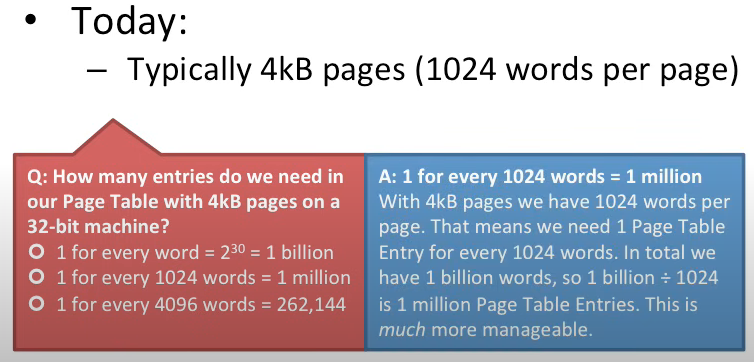 • Today:
– Typically 4kB pages (1024 words per page)
Q: How many entries do we need in
our Page Table with 4kB pages on a
32-bit machine?
1 for every word = 2³⁰ = 1 billion
1 for every 1024 words = 1 million
1 for every 4096 words = 262,144
A: 1 for every 1024 words = 1 million
With 4kB pages we have 1024 words per
page. That means we need 1 Page Table
Entry for every 1024 words. In total we
have 1 billion words, so 1 billion ÷ 1024
is 1 million Page Table Entries. This is
much more manageable.